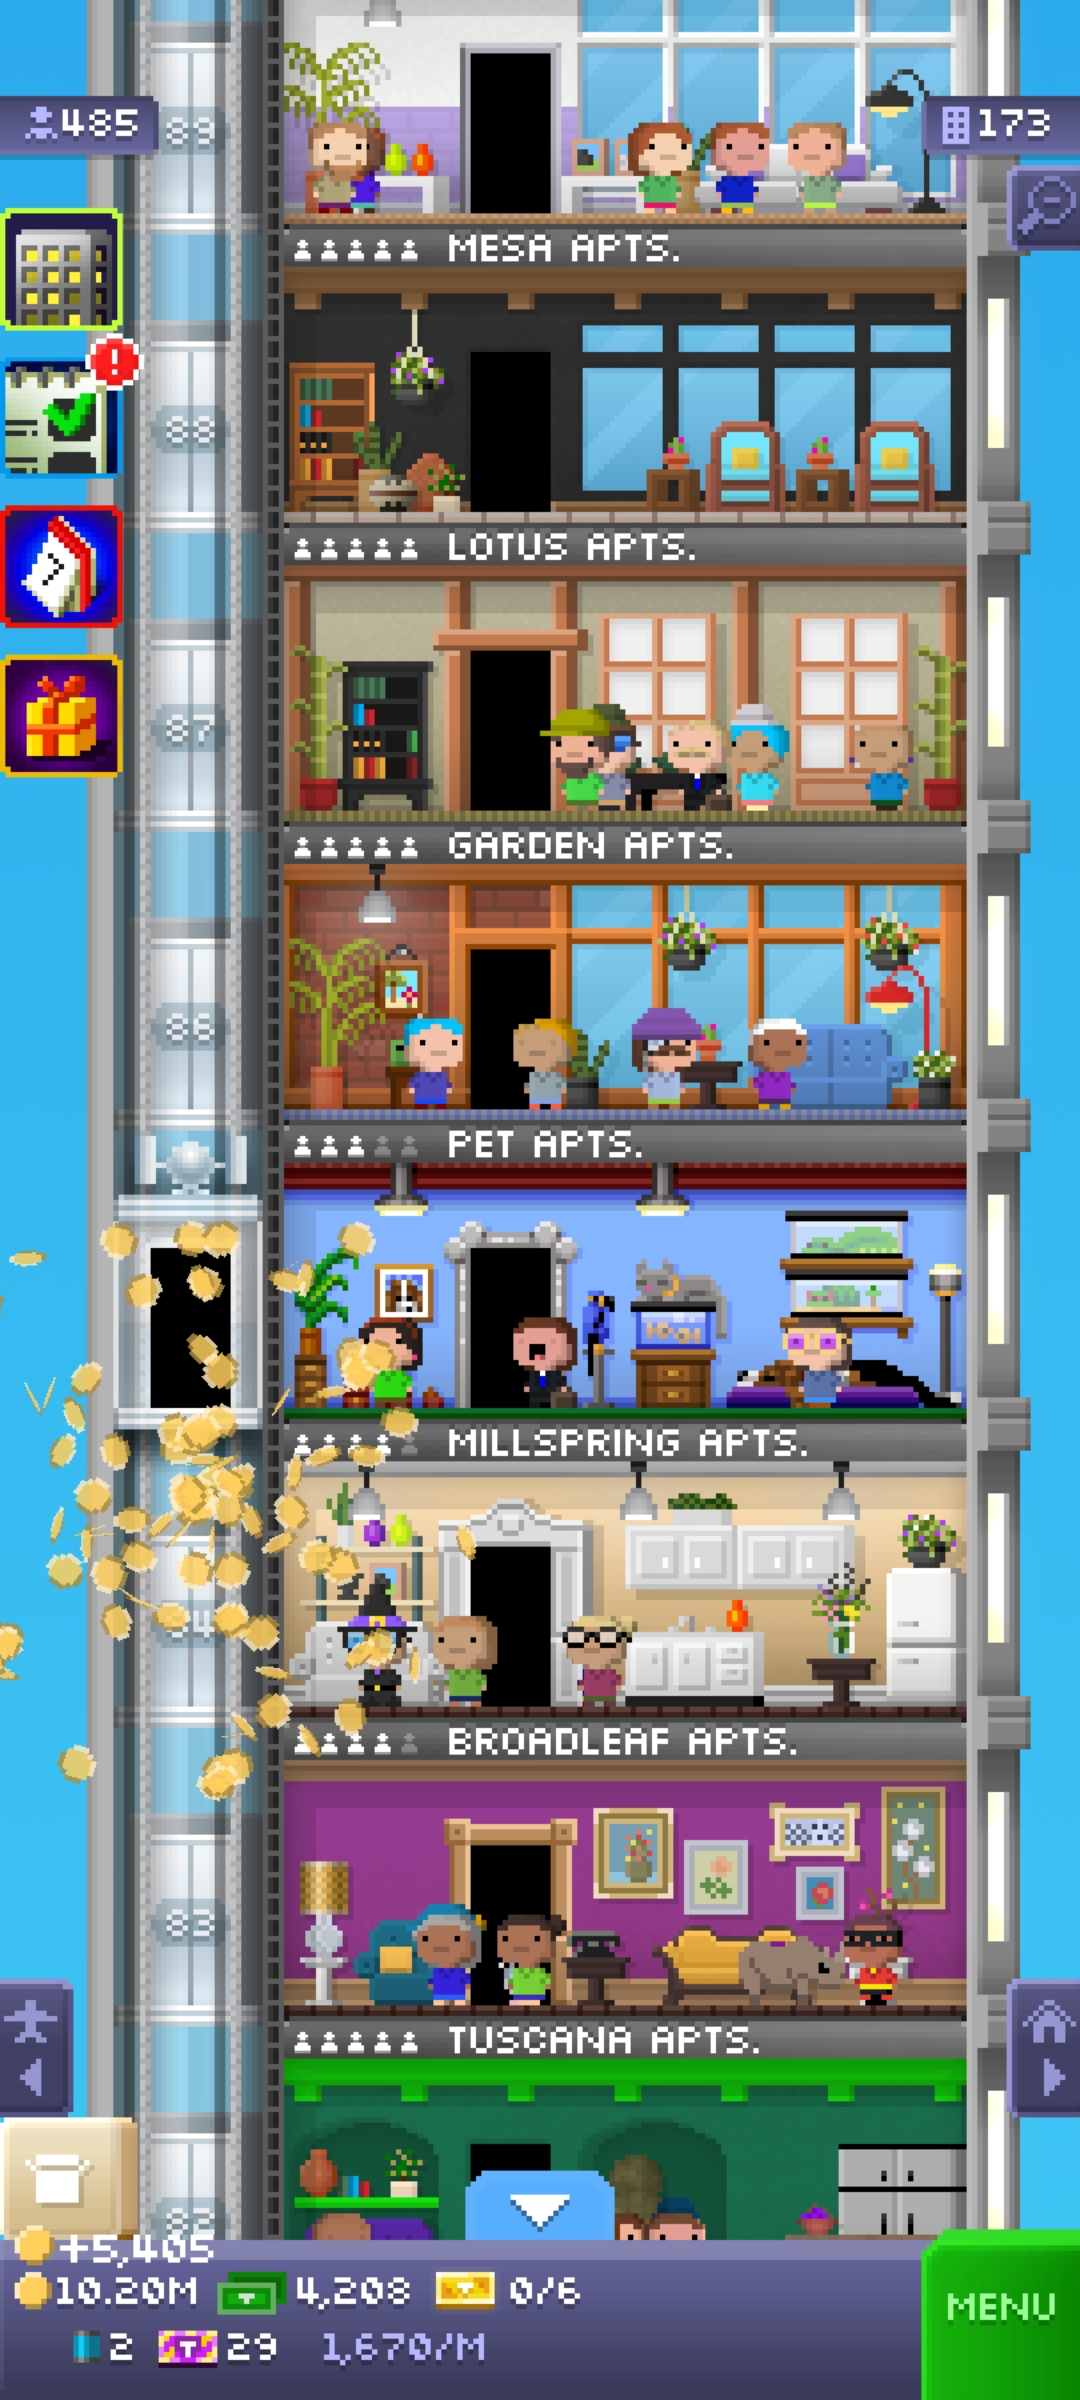 485
89
173
MESA APTS.
88
LOTUS APTS.
7
87
GARDEN APTS.
86
PET APTS.
MILLSPRING APTS.
BROADLEAF APTS.
83
TUSCANA APTS.
82
+5,405
10.20M 4,208 0/6
MENU
2 T 29 1,670/M